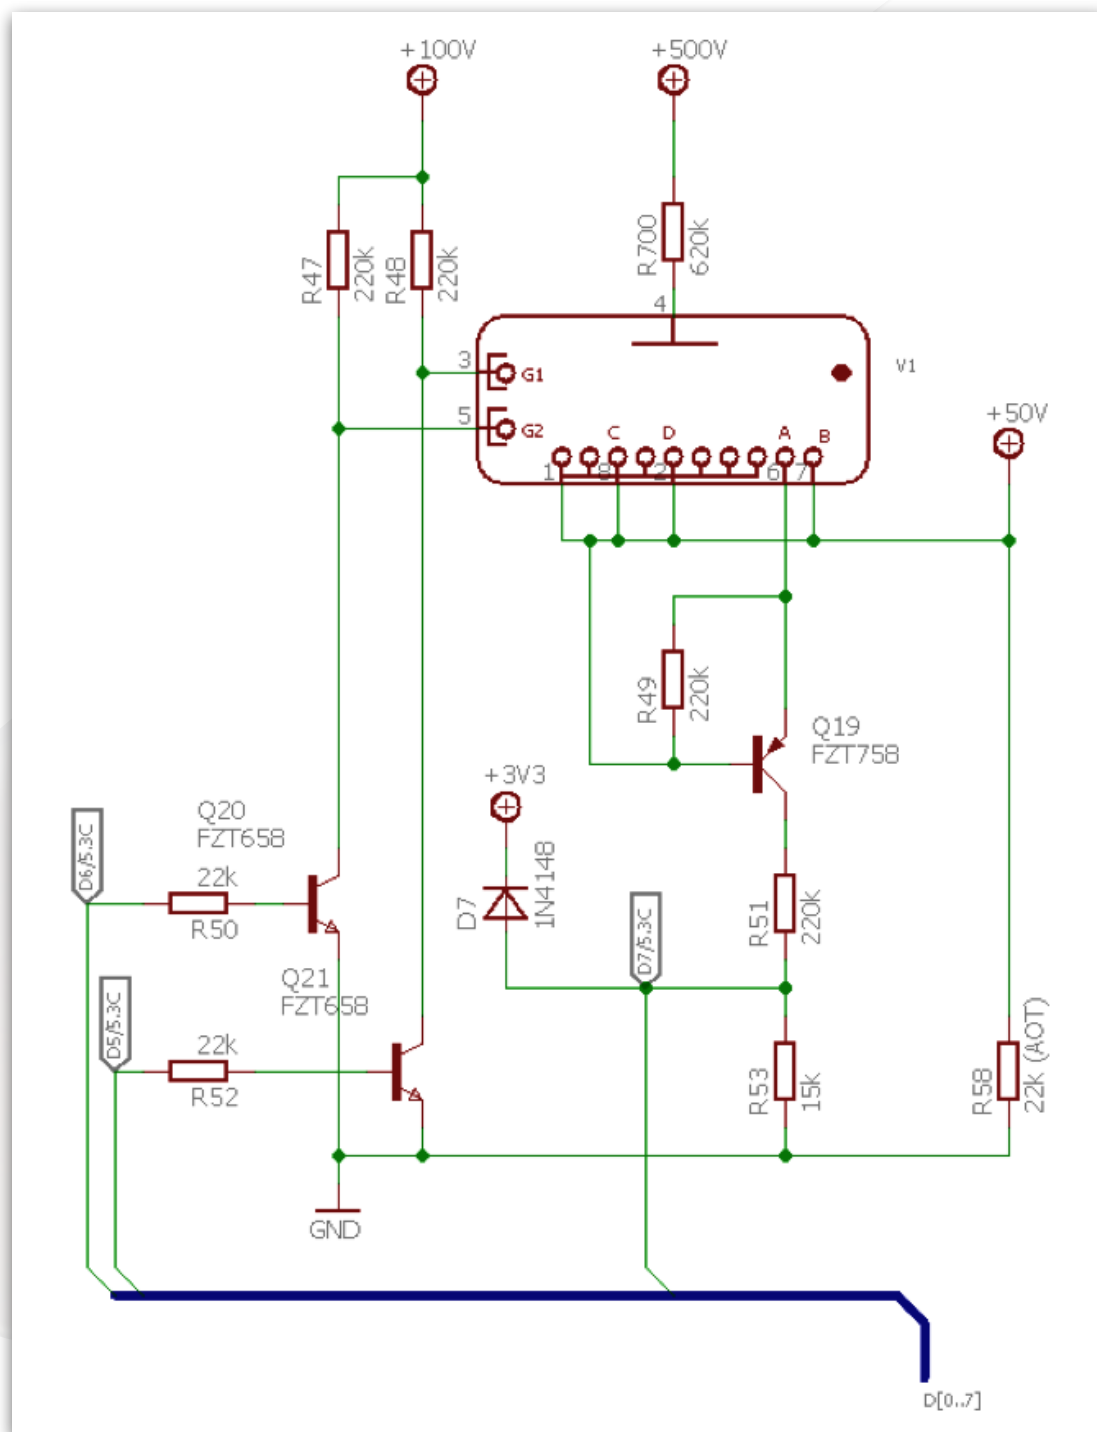 +100V
+500V
R47
220k
R48
220k
R700
620k
4
3
G1
V1
5
G2
+50V
C
D
A
B
1
8
2
6
7
R49
220k
Q19
FZT758
+3V3
Q20
FZT658
D6/5.3C
22k
R50
D7
1N4148
D7/5.3C
R51
220k
Q21
FZT658
D5/5.3C
22k
R52
R53
15k
R58
22k (AOT)
GND
D[0..7]